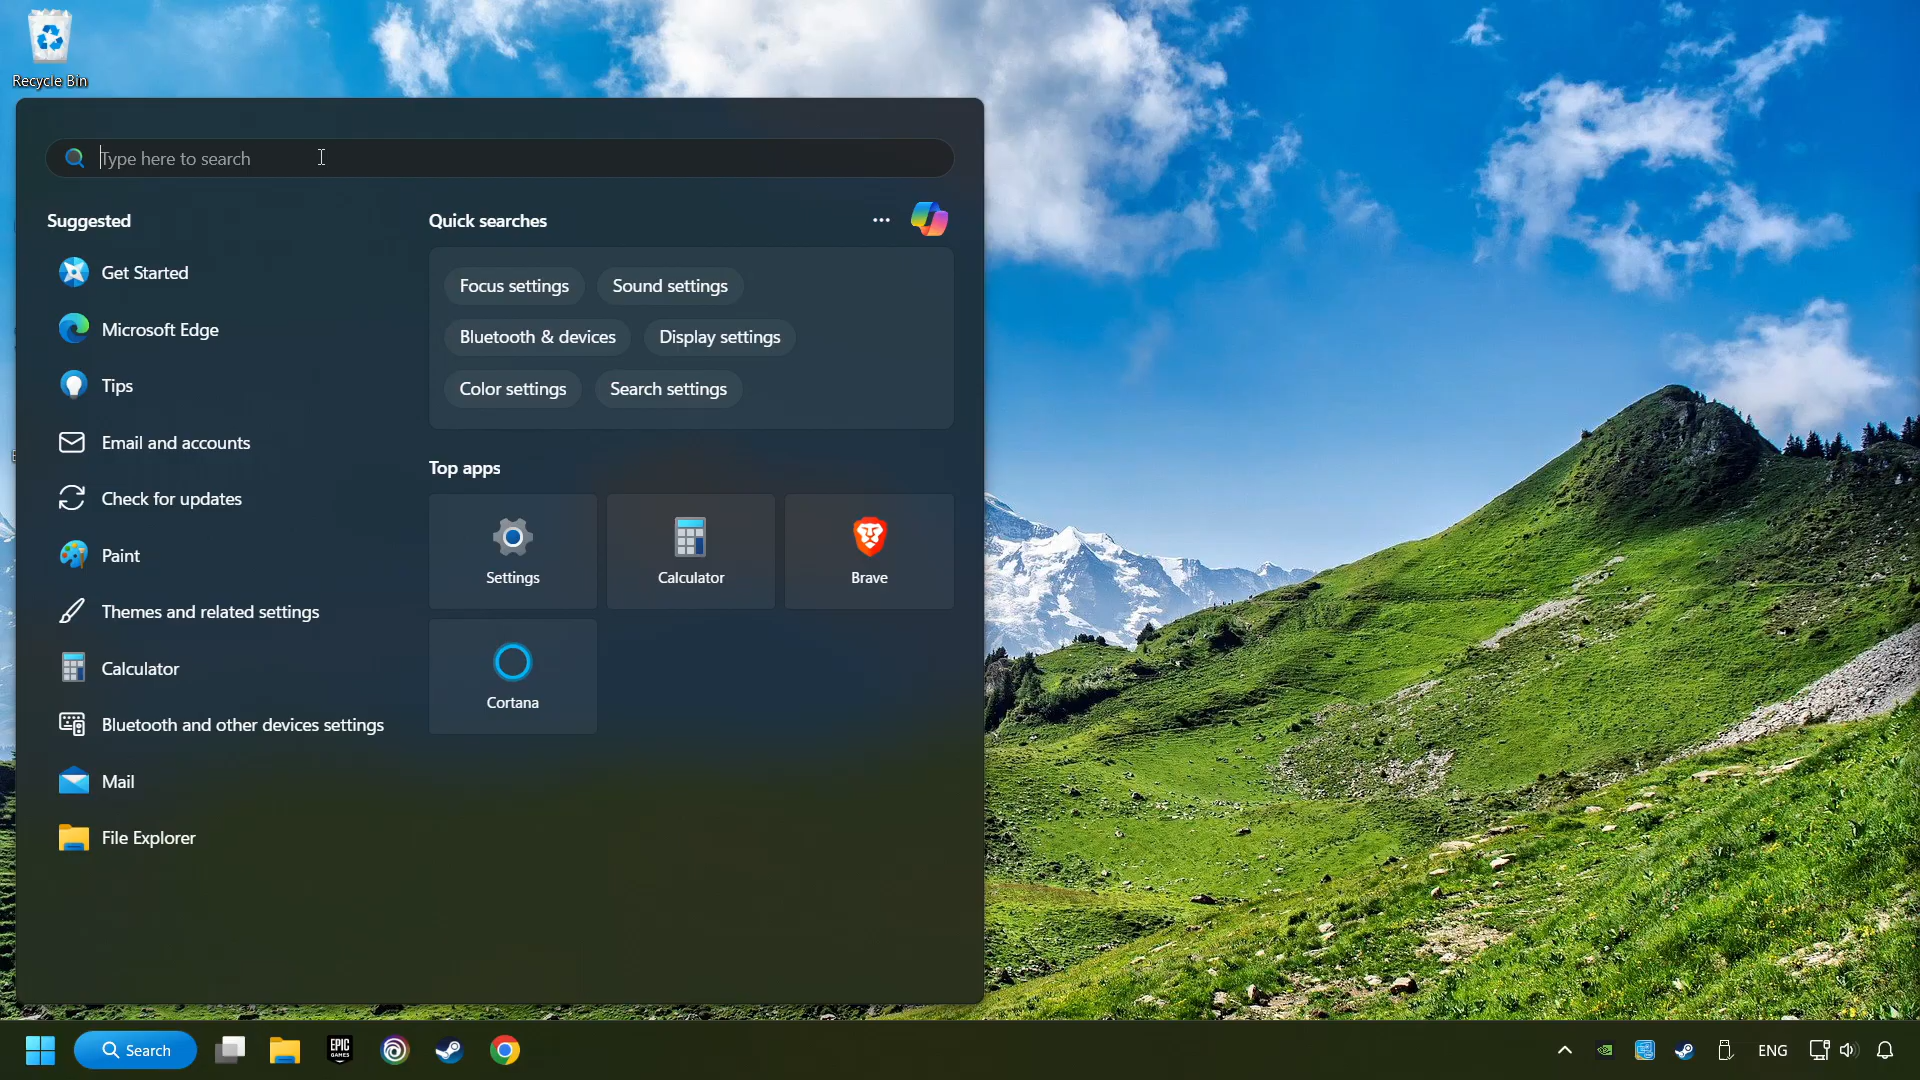 Recycle Bin
Type here to search
Suggested
Get Started
Microsoft Edge
Tips
Email and accounts
Check for updates
Paint
Themes and related settings
Calculator
Bluetooth and other devices settings
Mail
File Explorer
Quick searches
Focus settings
Sound settings
Bluetooth & devices
Display settings
Color settings
Search settings
Top apps
Settings
Calculator
Brave
Cortana
Search
EPIC
GAMES
ENG